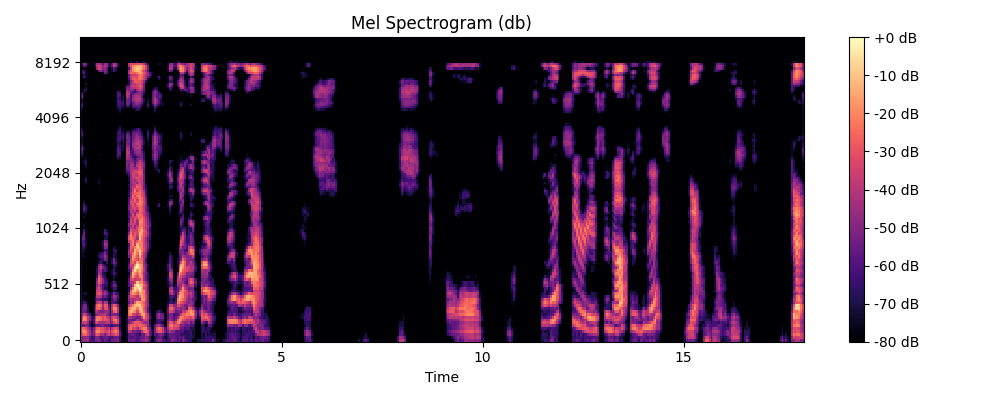 Mel Spectrogram (db)
8192
4096
2048
1024
512
0
Hz
0 5 10 15
Time
+0 dB
-10 dB
-20 dB
-30 dB
-40 dB
-50 dB
-60 dB
-70 dB
-80 dB